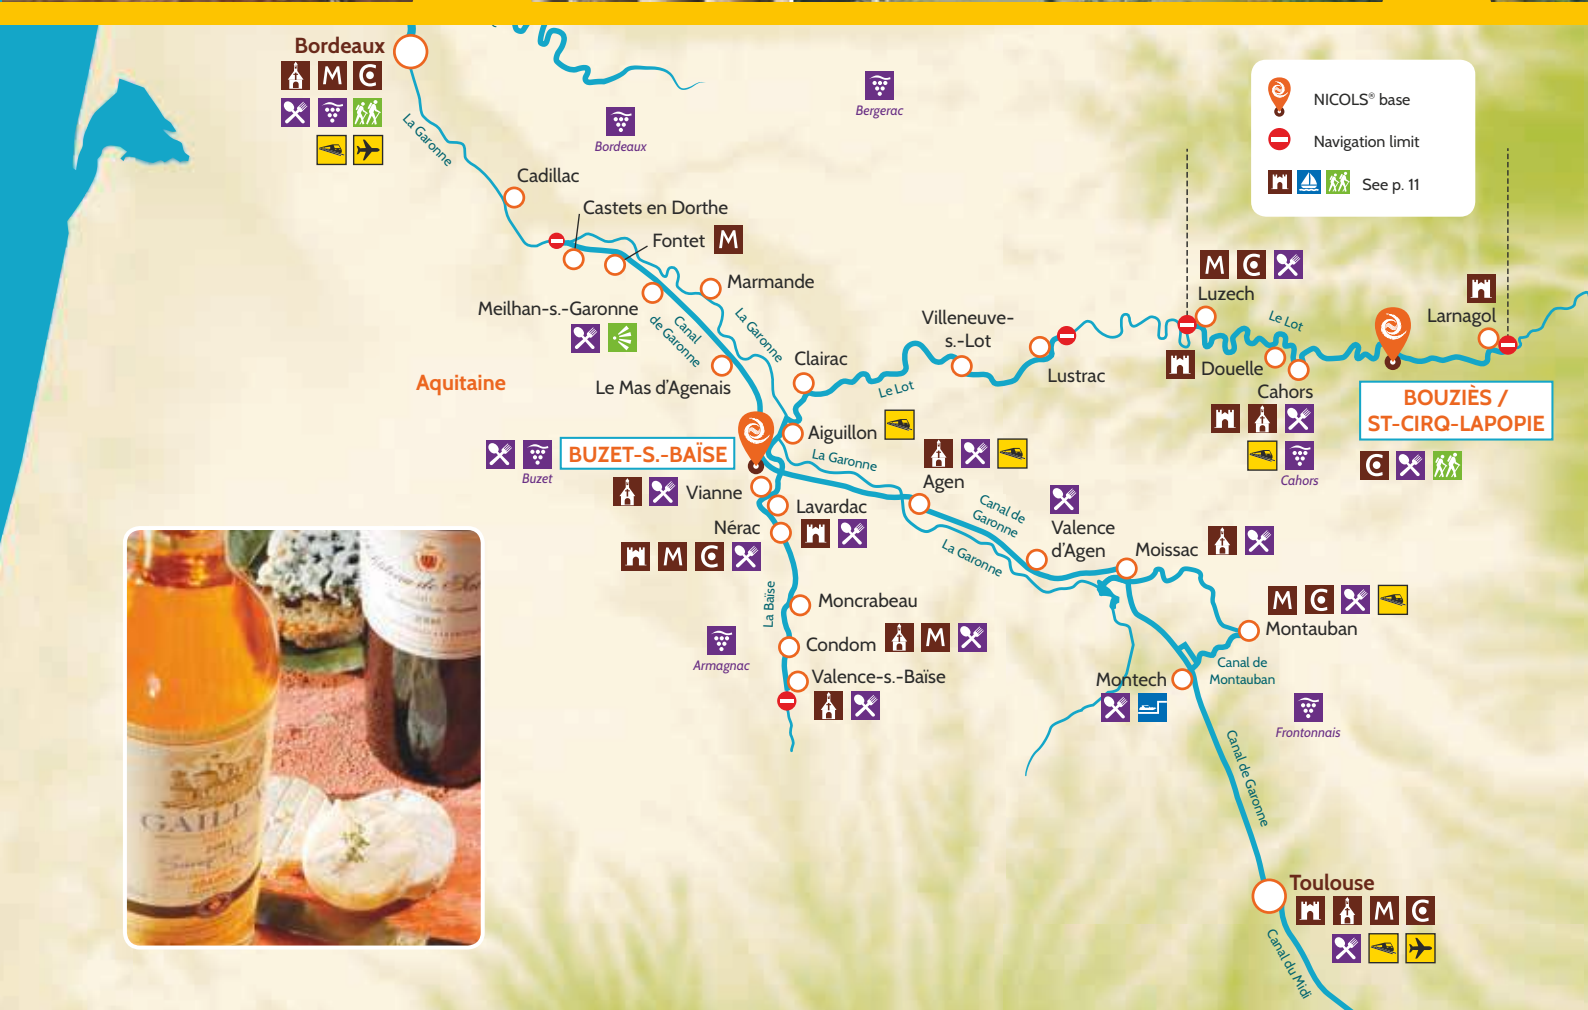 Bordeaux
M
La Garonne
Bordeaux
Bergerac
NICOLS® base
Navigation limit
See p. 11
Cadillac
Castets en Dorthe
Fontet
M
Marmande
Meilhan-s.-Garonne
Canal
de Garonne
La Garonne
Le Mas d'Agenais
Aquitaine
Clairac
Villeneuve-
s.-Lot
Le Lot
Lustrac
M
Luzech
Le Lot
Larnagol
Douelle
Cahors
Cahors
BOUZIÈS /
ST-CIRQ-LAPOPIE
BUZET-S.-BAÏSE
Buzet
Aiguillon
La Garonne
Agen
Canal de
Garonne
La Garonne
Vianne
Lavardac
Nérac
M
Valence
d'Agen
Moissac
M
Montauban
La Baïse
Moncrabeau
Condom
M
Armagnac
Valence-s.-Baïse
Montech
Canal de
Montauban
Frontonnais
Canal de Garonne
Toulouse
M
Canal du Midi